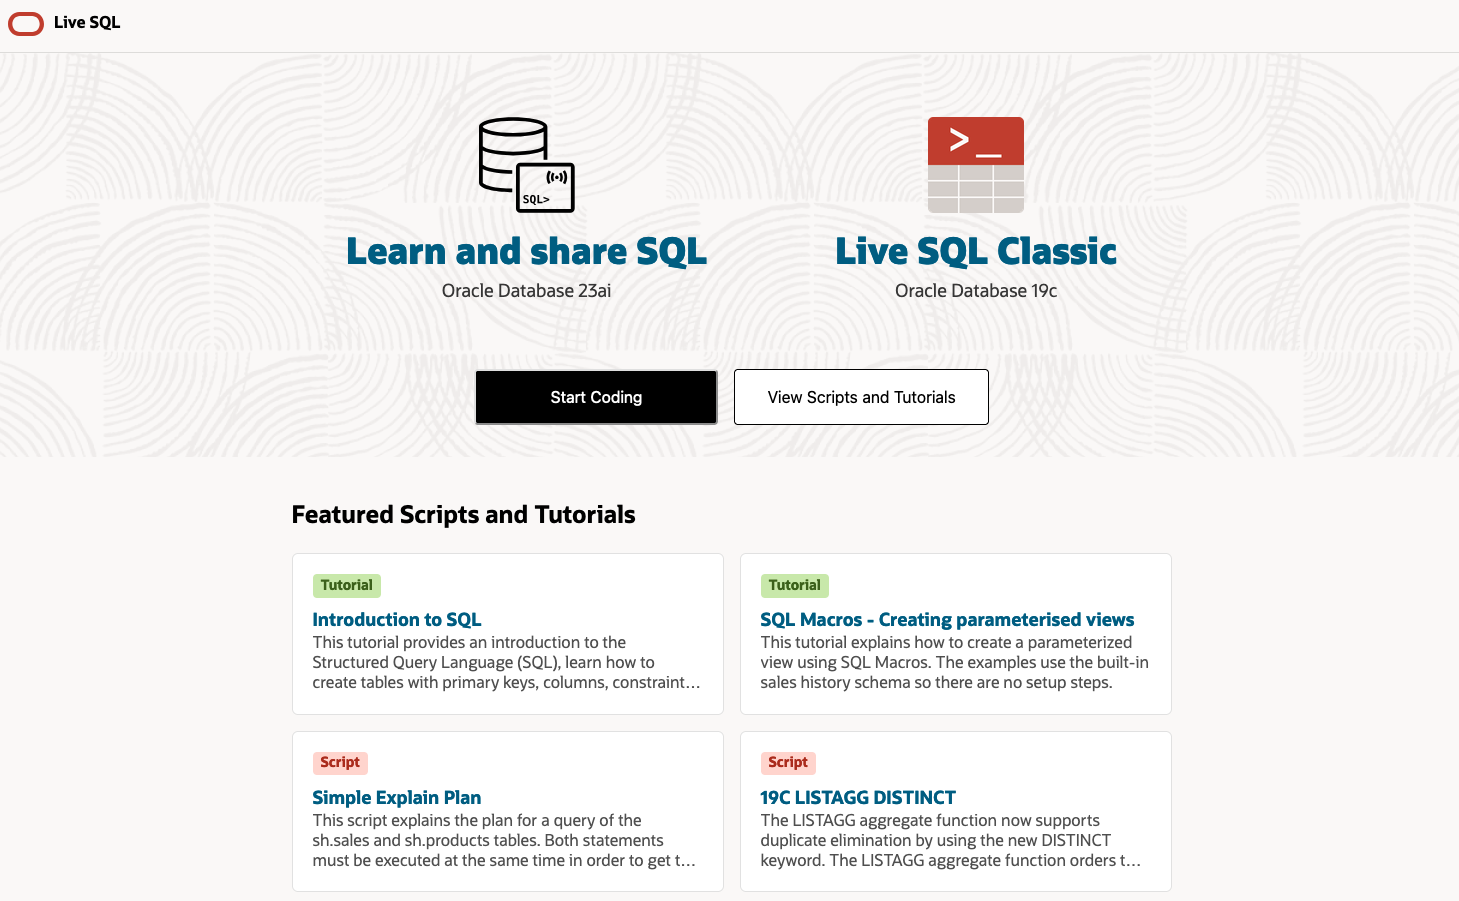 Live SQL
SQL>
>_
Learn and share SQL
Oracle Database 23ai
Live SQL Classic
Oracle Database 19c
Start Coding
View Scripts and Tutorials
Featured Scripts and Tutorials
Tutorial
Introduction to SQL
This tutorial provides an introduction to the
Structured Query Language (SQL), learn how to
create tables with primary keys, columns, constraint…
Tutorial
SQL Macros - Creating parameterised views
This tutorial explains how to create a parameterized
view using SQL Macros. The examples use the built-in
sales history schema so there are no setup steps.
Script
Simple Explain Plan
This script explains the plan for a query of the
sh.sales and sh.products tables. Both statements
must be executed at the same time in order to get t…
Script
19C LISTAGG DISTINCT
The LISTAGG aggregate function now supports
duplicate elimination by using the new DISTINCT
keyword. The LISTAGG aggregate function orders t…